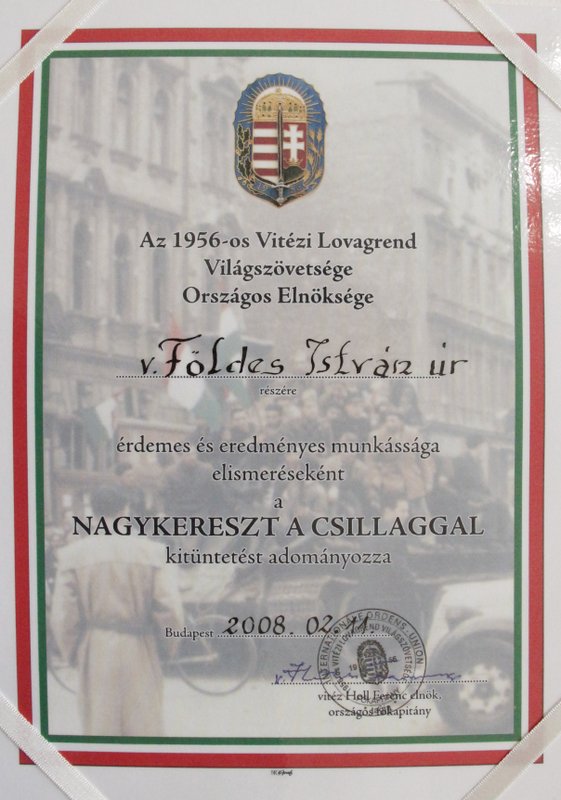 Az 1956-os Vitézi Lovagrend
Világszövetsége
Országos Elnöksége
v. Földes István úr
részére
érdemes és eredményes munkássága
elismeréseként
a
NAGYKERESZT A CSILLAGGAL
kitüntetést adományozza
Budapest 2008. 02. 11
vitéz Holl Ferenc elnök,
országos főkapitány